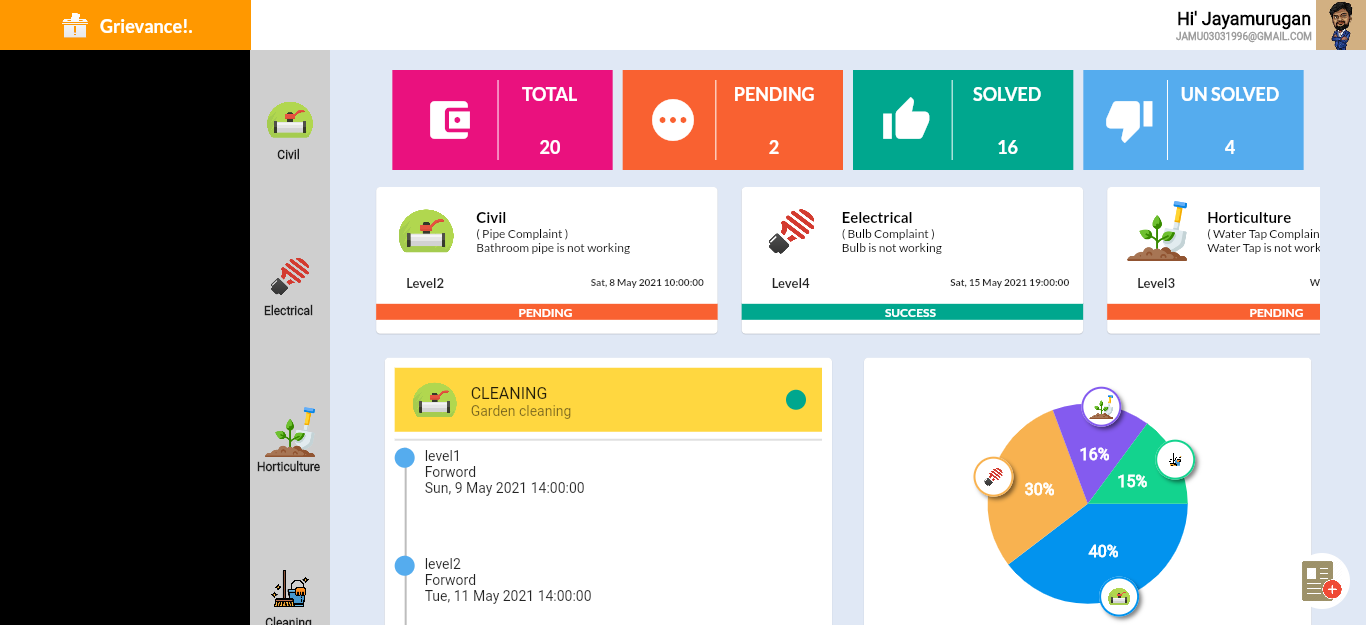 Grievance!.
Hi' Jayamurugan
JAMU03031996@GMAIL.COM
Civil
Electrical
Horticulture
Cleaning
TOTAL
20
PENDING
2
SOLVED
16
UN SOLVED
4
Civil
( Pipe Complaint )
Bathroom pipe is not working
Level2
Sat, 8 May 2021 10:00:00
PENDING
Eelectrical
( Bulb Complaint )
Bulb is not working
Level4
Sat, 15 May 2021 19:00:00
SUCCESS
Horticulture
( Water Tap Complain
Water Tap is not work
Level3
W
PENDING
CLEANING
Garden cleaning
level1
Forword
Sun, 9 May 2021 14:00:00
level2
Forword
Tue, 11 May 2021 14:00:00
16%
15%
30%
40%